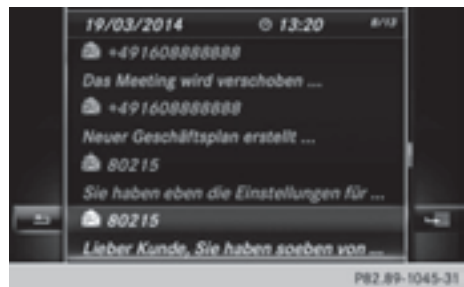 19/03/2014 13:20 8/13
+491608888888
Das Meeting wird verschoben ...
+491608888888
Neuer Geschäftsplan erstellt ...
80215
Sie haben eben die Einstellungen für ...
80215
Lieber Kunde, Sie haben soeben von ...
P82.89-1045-31